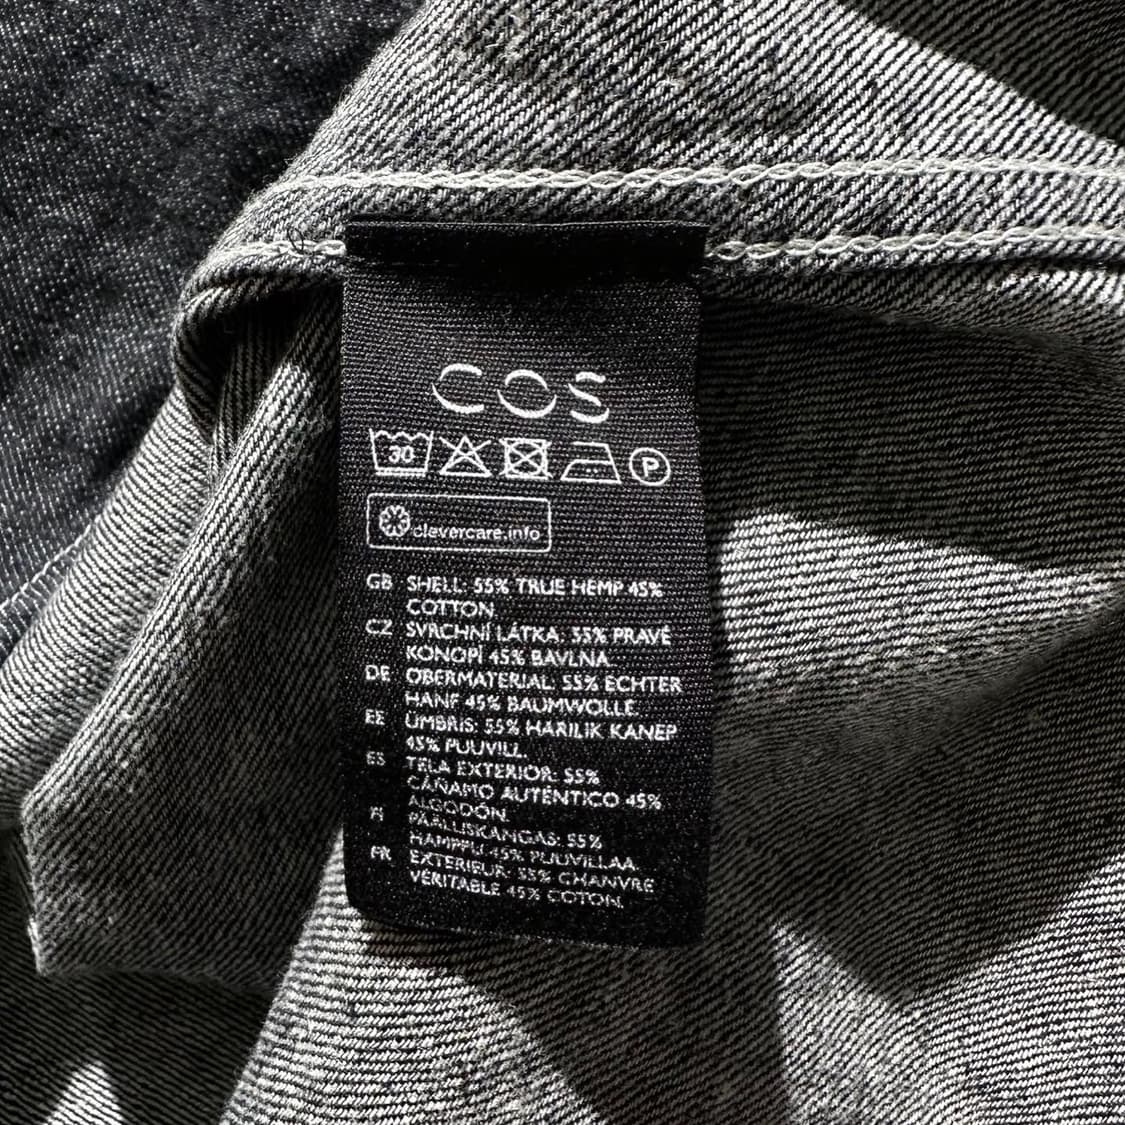 COS
30 P
clevercare.info
GB SHELL: 55% TRUE HEMP 45%
COTTON.
CZ SVRCHNÍ LÁTKA: 55% PRAVÉ
KONOPÍ 45% BAVLNA.
DE OBERMATERIAL: 55% ECHTER
HANF 45% BAUMWOLLE.
EE ÜMBRIS: 55% HARILIK KANEP
45% PUUVILL.
ES TELA EXTERIOR: 55%
CÁÑAMO AUTÉNTICO 45%
ALGODÓN.
FI PÄÄLLISKANGAS: 55%
HAMPPU 45% PUUVILLAA.
FR EXTERIEUR: 55% CHANVRE
VÉRITABLE 45% COTON.